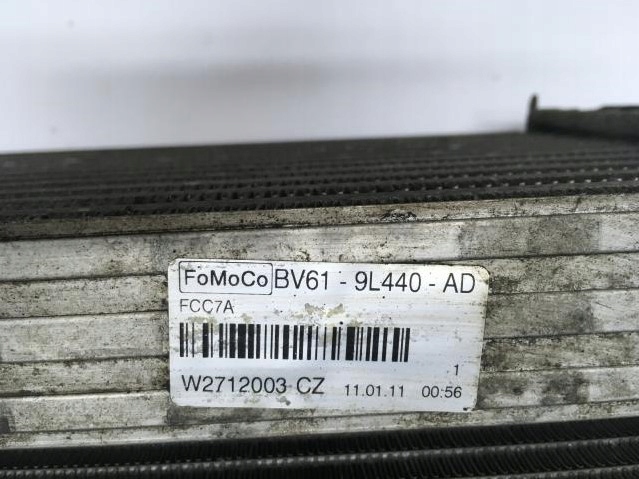 FoMoCo BV61 - 9L440 - AD
FCC7A
1
W2712003 CZ 11.01.11 00:56